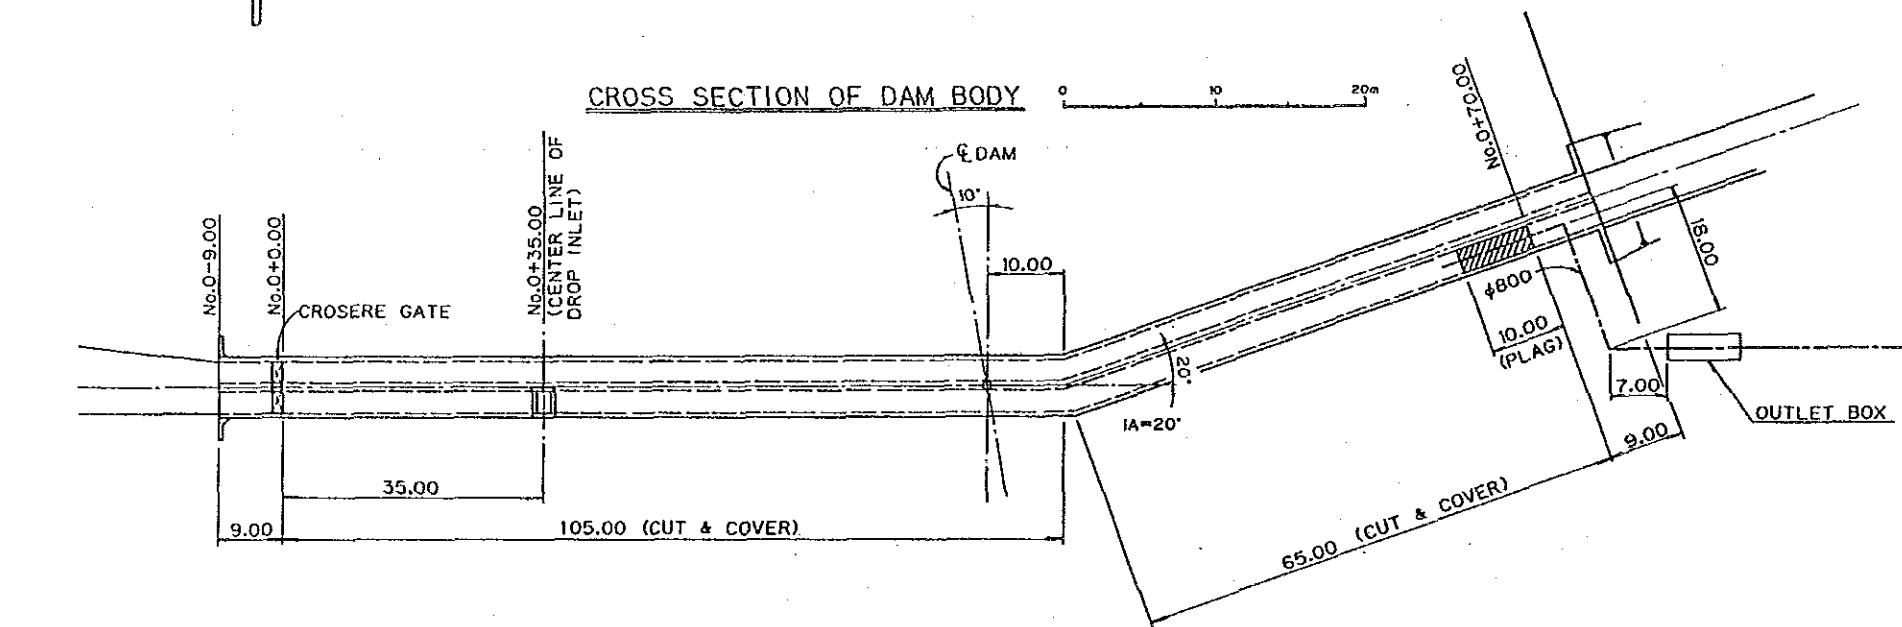 CROSS SECTION OF DAM BODY
0 10 20m
No.0-9.00
No.0+0.00
CROSERE GATE
No.0+35.00
(CENTER LINE OF
DROP INLET)
℄ DAM
10°
10.00
No.0+70.00
18.00
φ800
10.00
(PLAG)
20°
IA=20°
7.00
OUTLET BOX
9.00
35.00
9.00
105.00 (CUT & COVER)
65.00 (CUT & COVER)